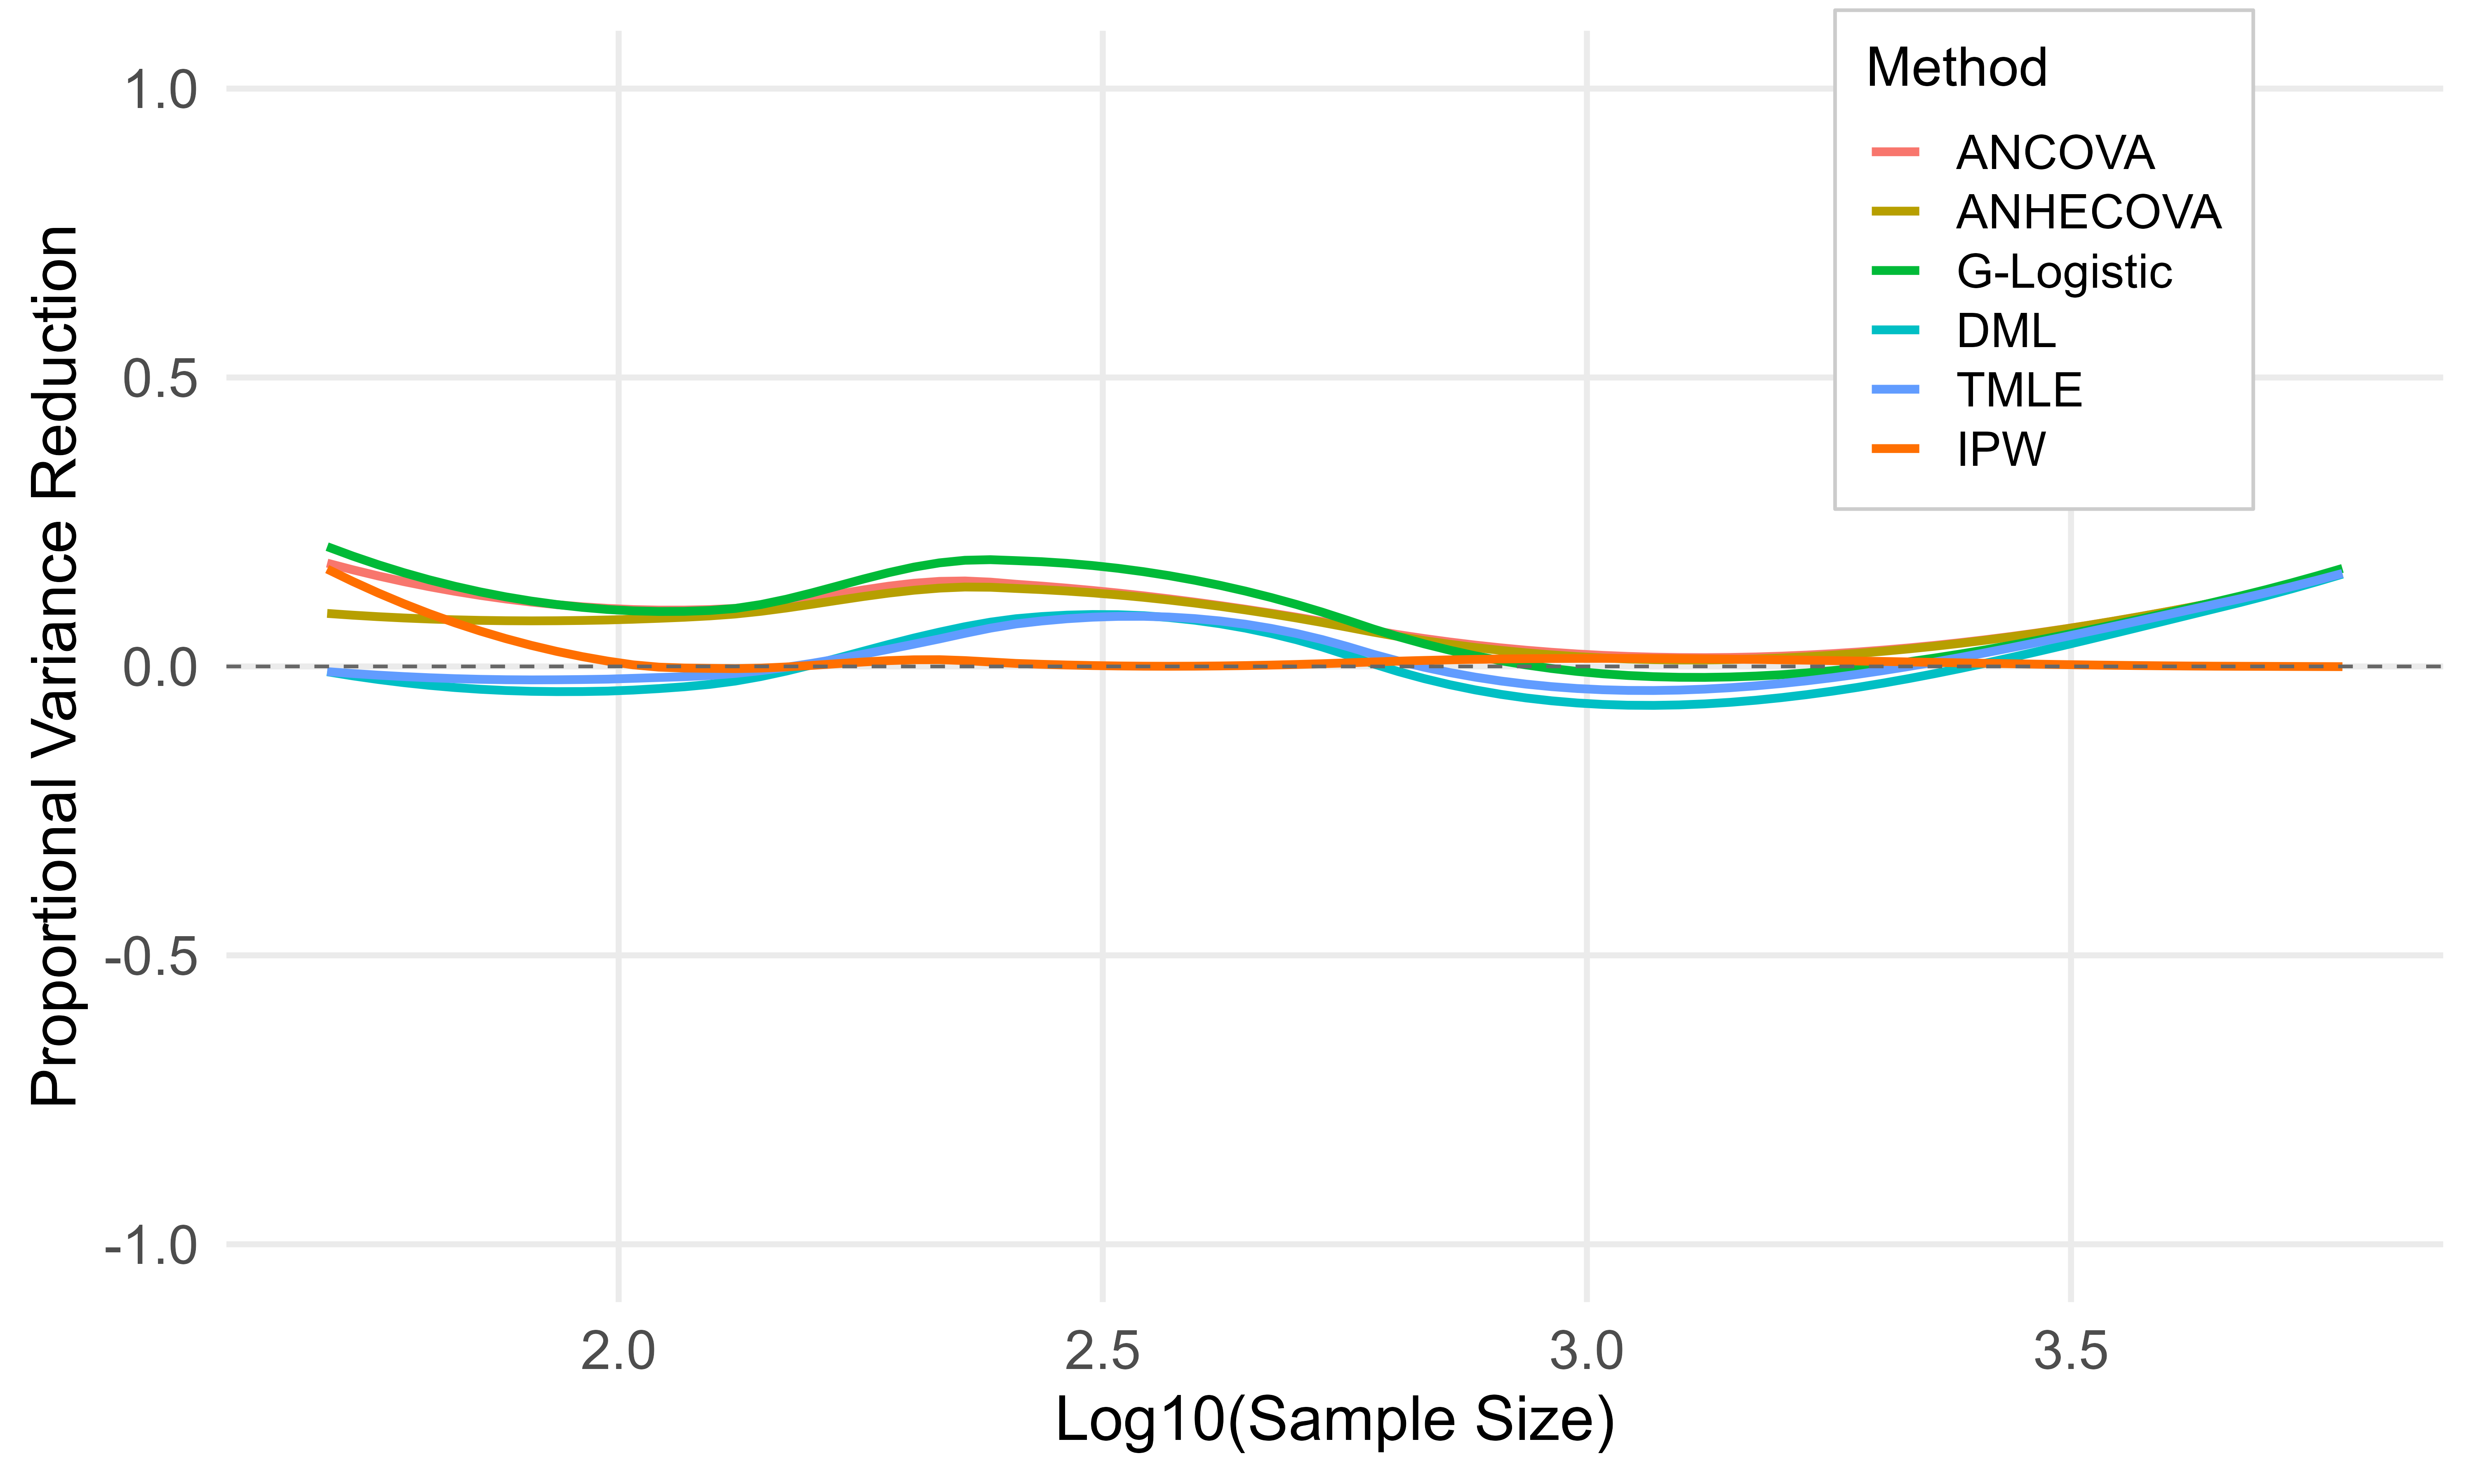 Proportional Variance Reduction
1.0
0.5
0.0
-0.5
-1.0
Method
ANCOVA
ANHECOVA
G-Logistic
DML
TMLE
IPW
2.0 2.5 3.0 3.5
Log10(Sample Size)